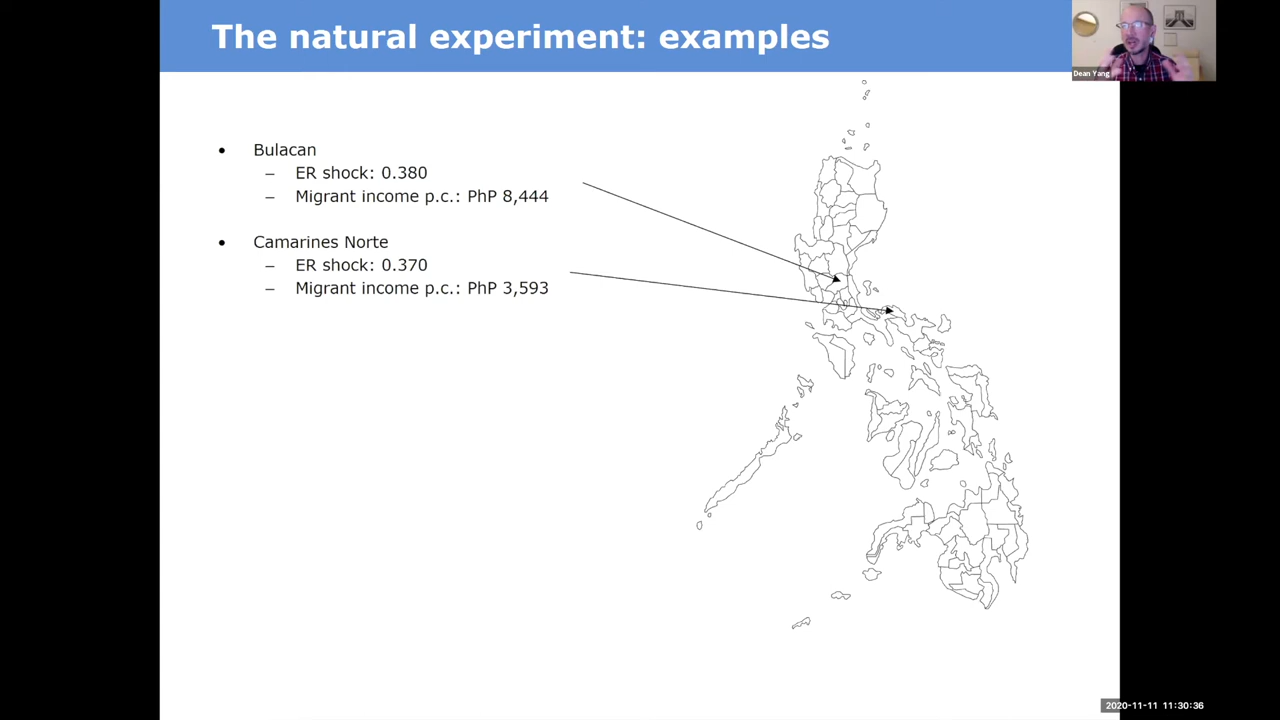 The natural experiment: examples
Dean Yang
• Bulacan
– ER shock: 0.380
– Migrant income p.c.: PhP 8,444
• Camarines Norte
– ER shock: 0.370
– Migrant income p.c.: PhP 3,593
2020-11-11 11:30:36